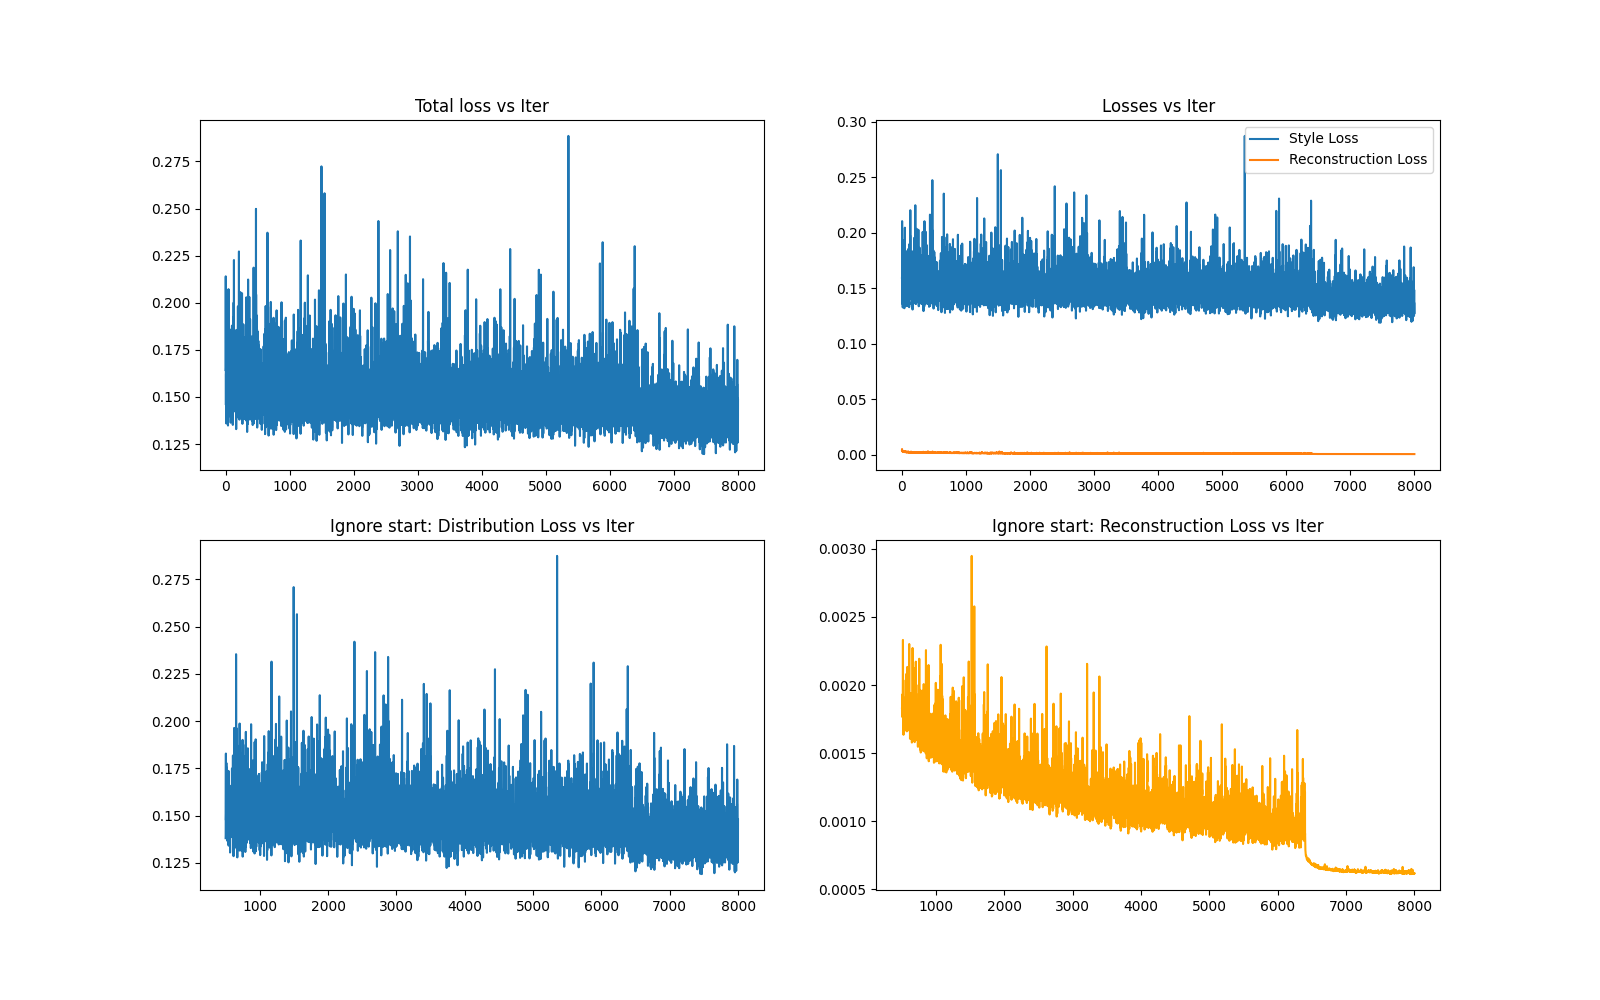 Total loss vs Iter
0.275
0.250
0.225
0.200
0.175
0.150
0.125
0 1000 2000 3000 4000 5000 6000 7000 8000
Losses vs Iter
0.30
0.25
0.20
0.15
0.10
0.05
0.00
Style Loss
Reconstruction Loss
0 1000 2000 3000 4000 5000 6000 7000 8000
Ignore start: Distribution Loss vs Iter
0.275
0.250
0.225
0.200
0.175
0.150
0.125
1000 2000 3000 4000 5000 6000 7000 8000
Ignore start: Reconstruction Loss vs Iter
0.0030
0.0025
0.0020
0.0015
0.0010
0.0005
1000 2000 3000 4000 5000 6000 7000 8000